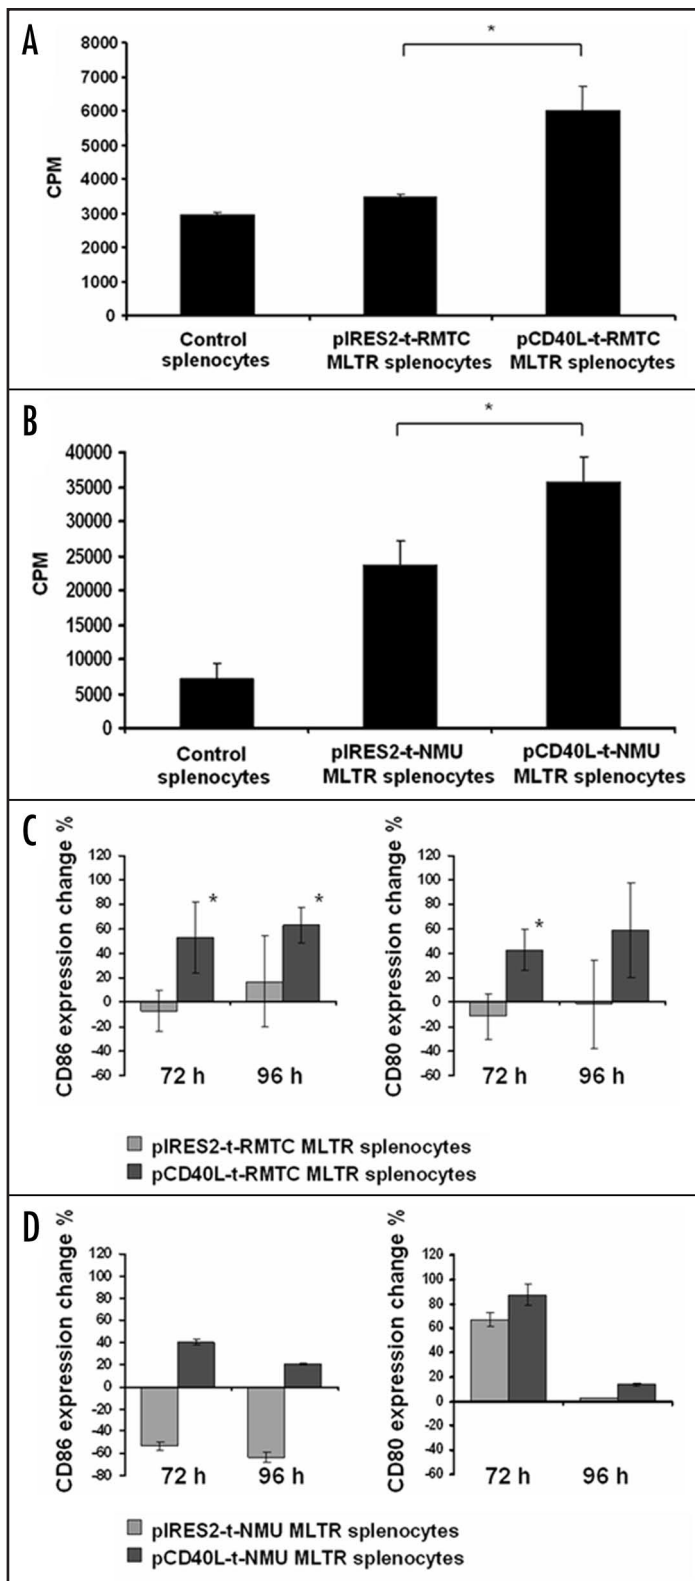 A
*
8000
7000
6000
5000
4000
3000
2000
1000
0
CPM
Control splenocytes
pIRES2-t-RMTC MLTR splenocytes
pCD40L-t-RMTC MLTR splenocytes
B
*
40000
35000
30000
25000
20000
15000
10000
5000
0
CPM
Control splenocytes
pIRES2-t-NMU MLTR splenocytes
pCD40L-t-NMU MLTR splenocytes
C
CD86 expression change %
120
100
80
60
40
20
0
-20
-40
-60
*
*
72 h
96 h
CD80 expression change %
120
100
80
60
40
20
0
-20
-40
-60
*
72 h
96 h
pIRES2-t-RMTC MLTR splenocytes
pCD40L-t-RMTC MLTR splenocytes
D
CD86 expression change %
120
100
80
60
40
20
0
-20
-40
-60
-80
72 h
96 h
CD80 expression change %
120
100
80
60
40
20
0
-20
-40
-60
72 h
96 h
pIRES2-t-NMU MLTR splenocytes
pCD40L-t-NMU MLTR splenocytes